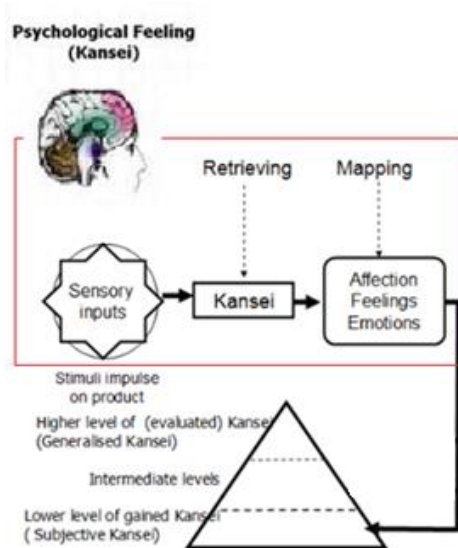 Psychological Feeling
(Kansei)
Retrieving
Mapping
Sensory
inputs
Kansei
Affection
Feelings
Emotions
Stimuli impulse
on product
Higher level of (evaluated) Kansei
(Generalised Kansei)
Intermediate levels
Lower level of gained Kansei
( Subjective Kansei)